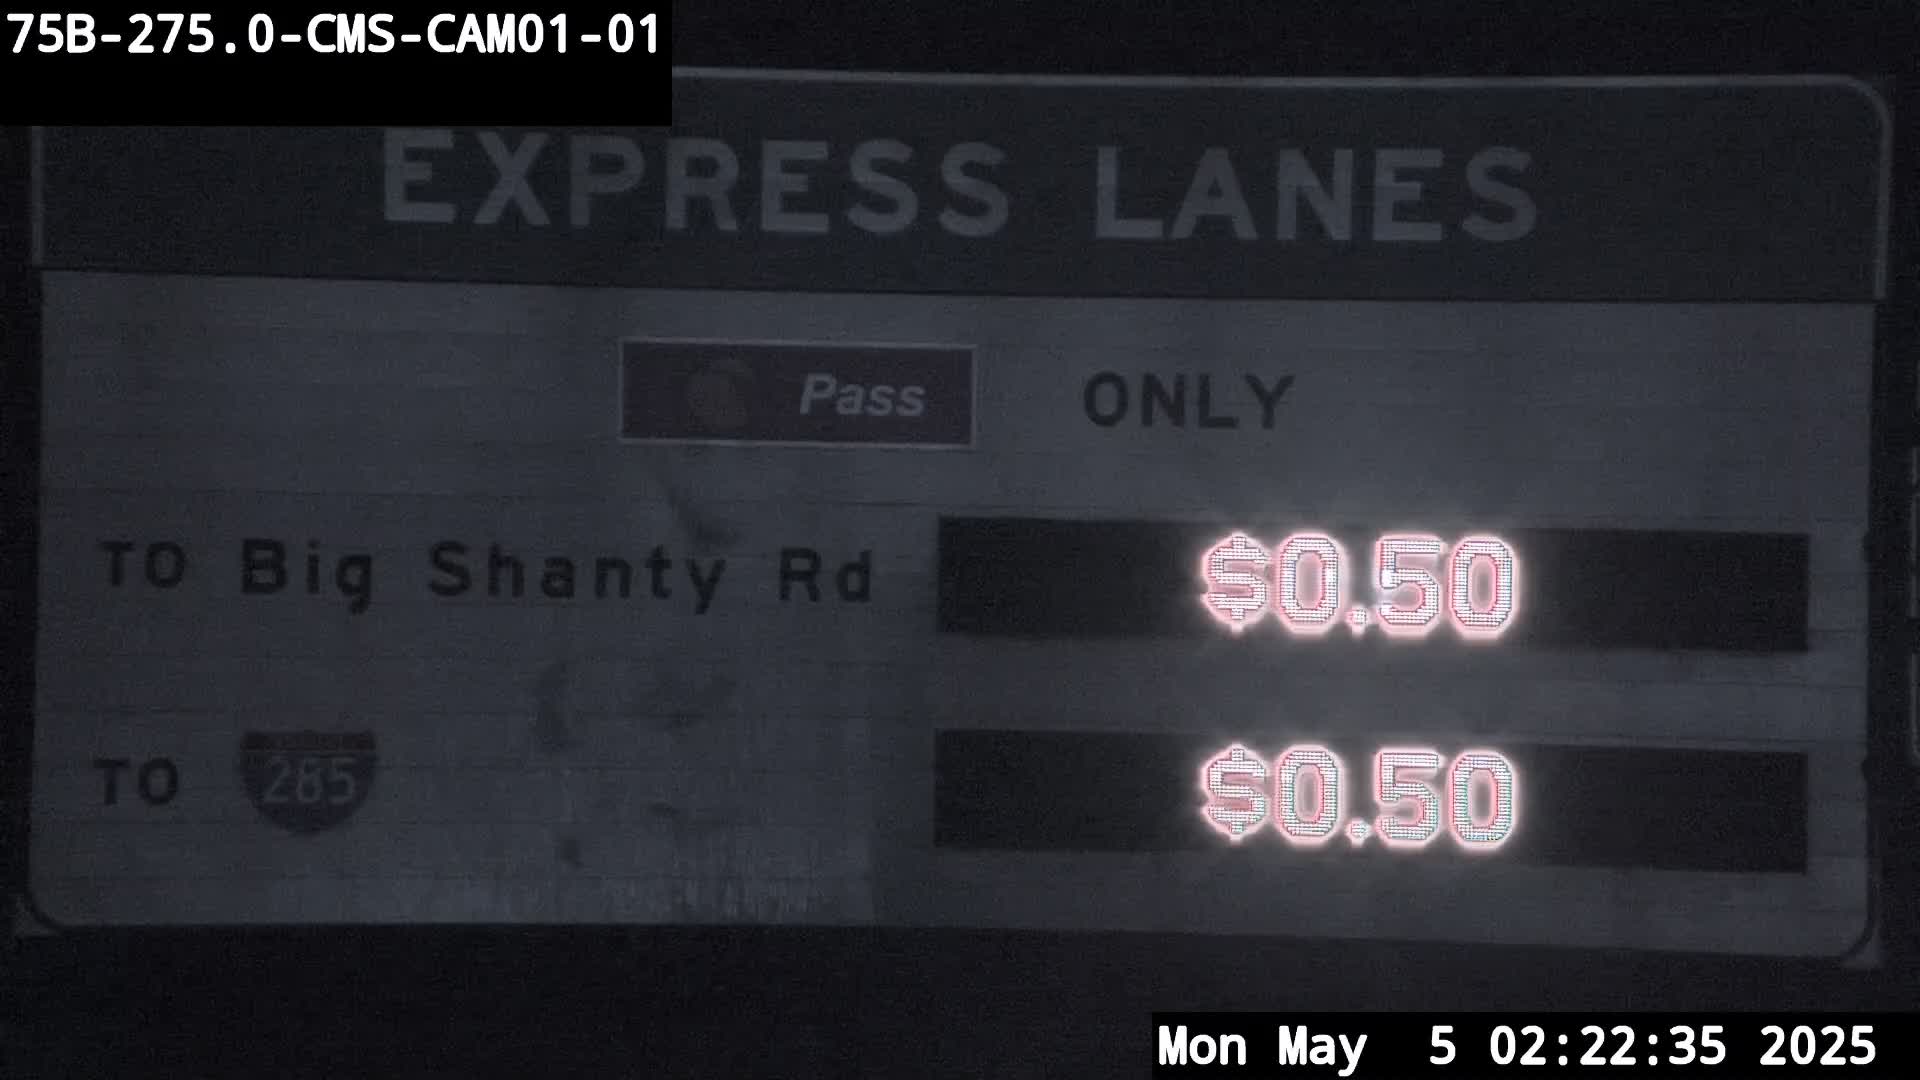 75B-275.0-CMS-CAM01-01
EXPRESS LANES
Pass ONLY
TO Big Shanty Rd $0.50
TO 285 $0.50
Mon May 5 02:22:35 2025